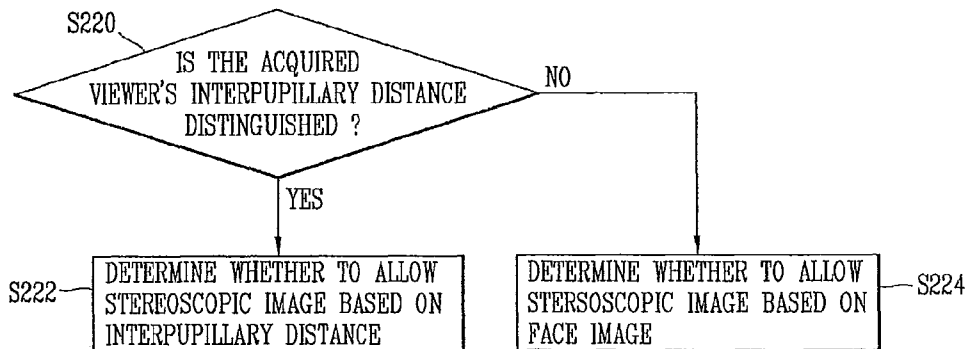 S220
IS THE ACQUIRED
VIEWER'S INTERPUPILLARY DISTANCE
DISTINGUISHED ?
NO
YES
S222
DETERMINE WHETHER TO ALLOW
STEREOSCOPIC IMAGE BASED ON
INTERPUPILLARY DISTANCE
DETERMINE WHETHER TO ALLOW
STERSOSCOPIC IMAGE BASED ON
FACE IMAGE
S224